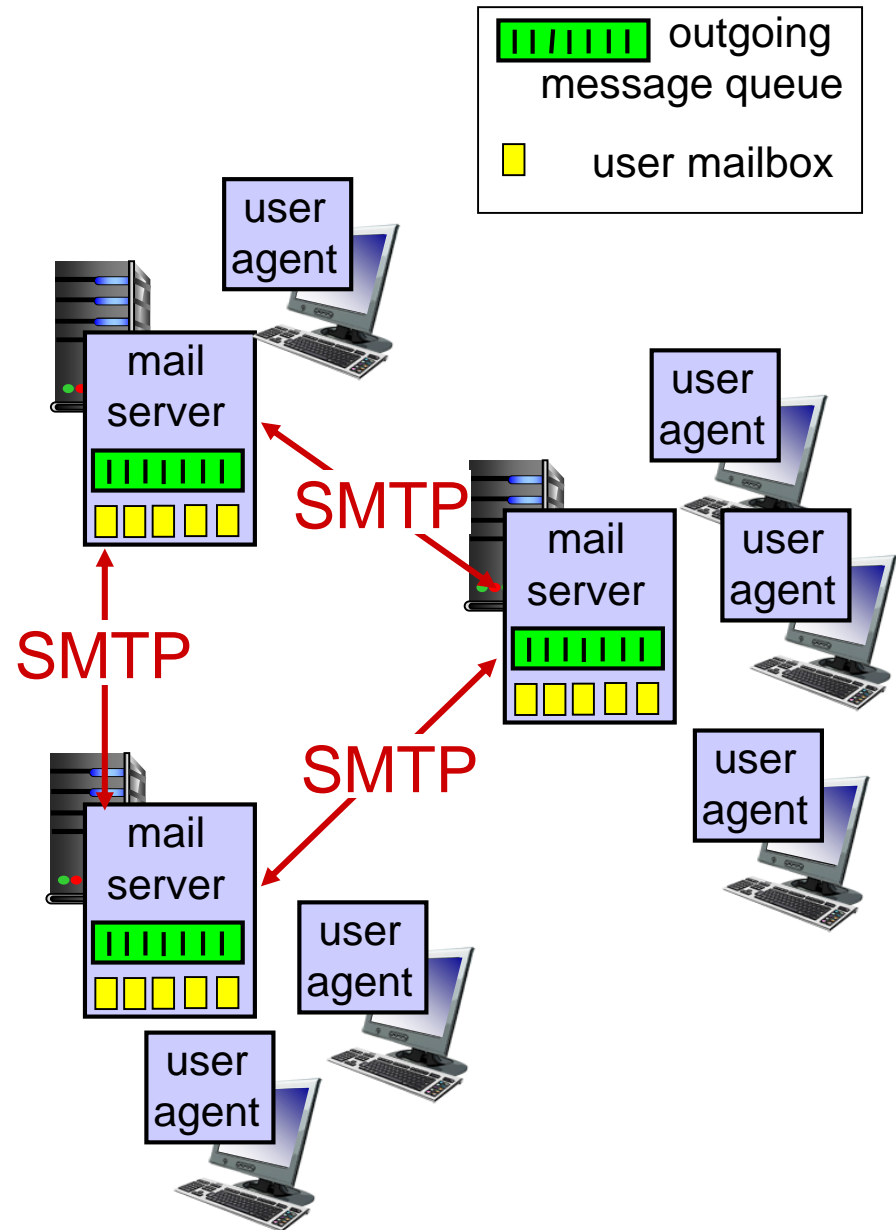 outgoing
message queue
user mailbox
user
agent
mail
server
SMTP
user
agent
mail
server
user
agent
SMTP
SMTP
user
agent
mail
server
user
agent
user
agent